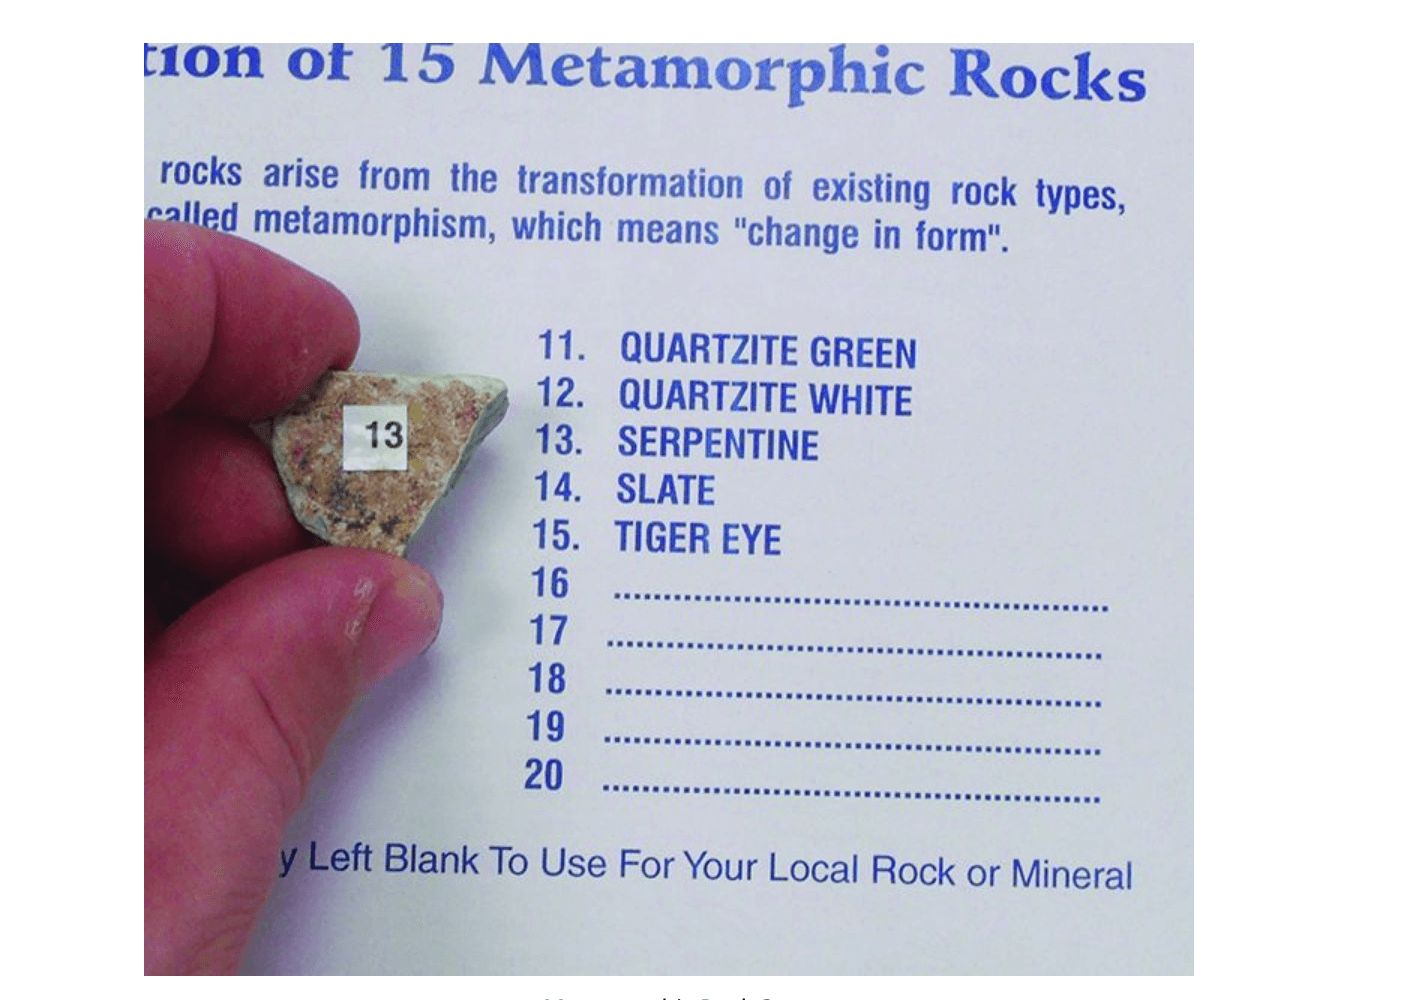 tion of 15 Metamorphic Rocks
rocks arise from the transformation of existing rock types,
called metamorphism, which means "change in form".
13
11. QUARTZITE GREEN
12. QUARTZITE WHITE
13. SERPENTINE
14. SLATE
15. TIGER EYE
16 ........................................
17 ........................................
18 ........................................
19 ........................................
20 ........................................
y Left Blank To Use For Your Local Rock or Mineral